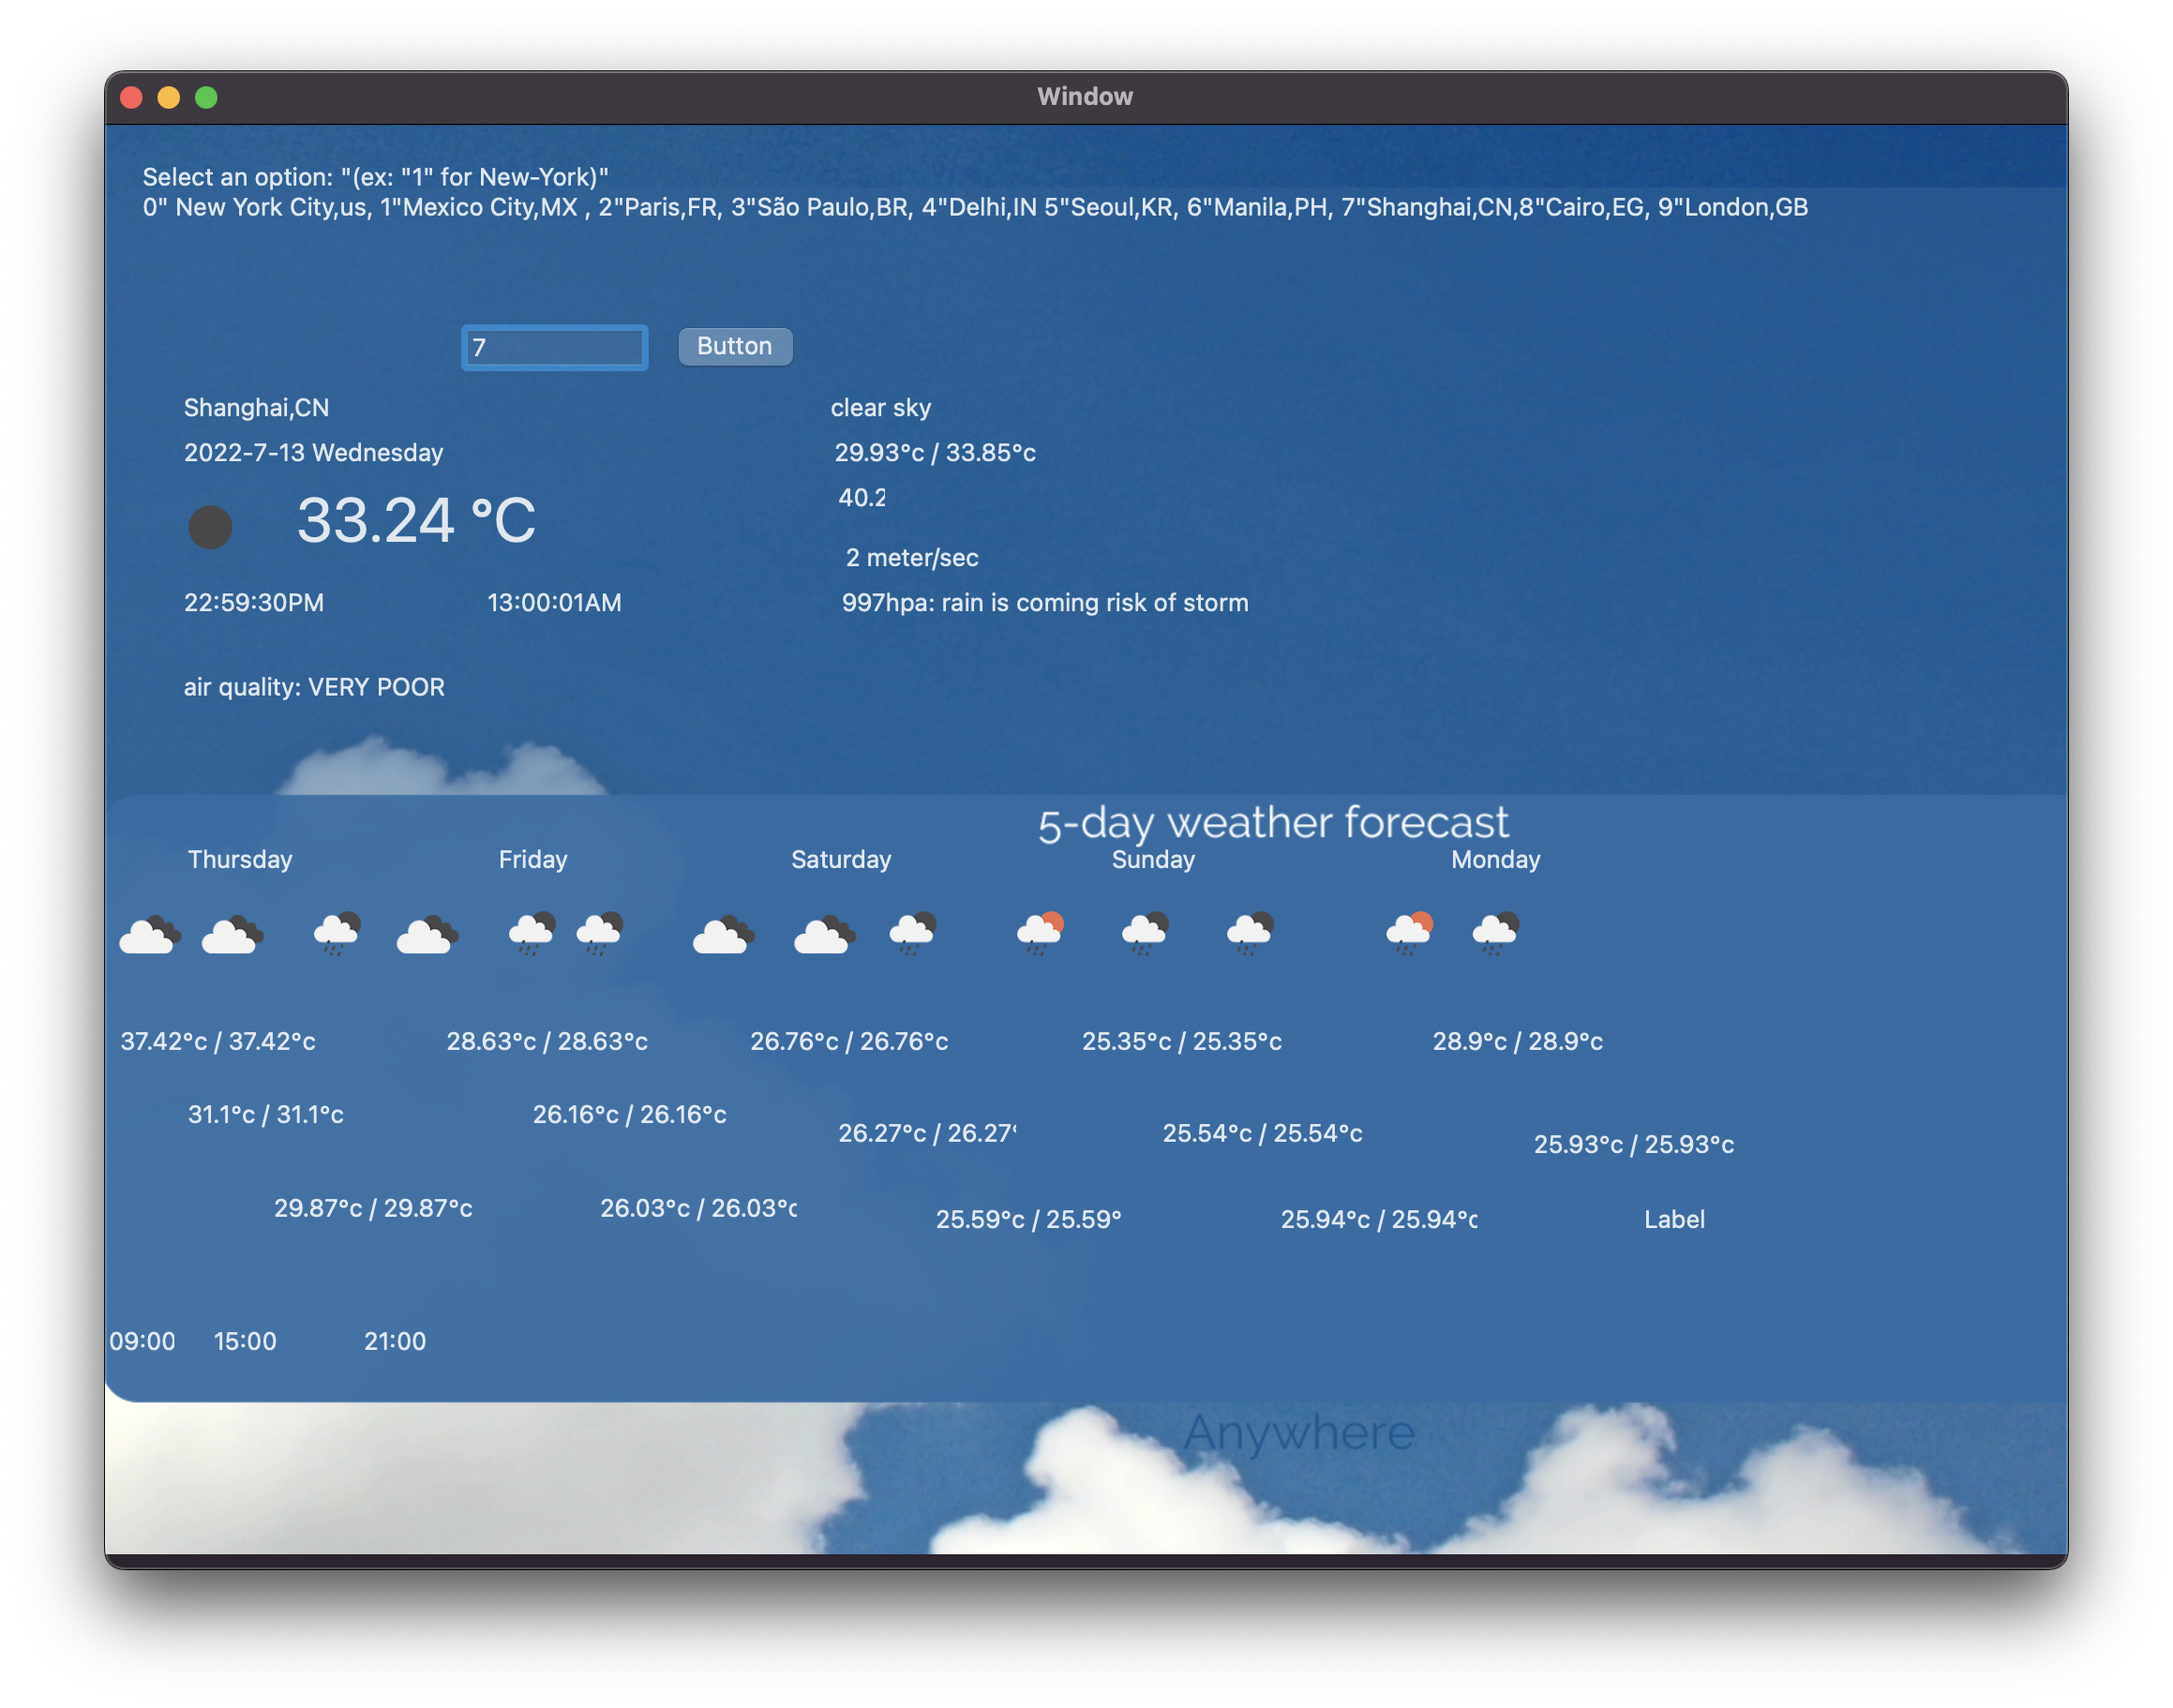 Window
Select an option: "(ex: "1" for New-York)"
0" New York City,us, 1"Mexico City,MX , 2"Paris,FR, 3"São Paulo,BR, 4"Delhi,IN 5"Seoul,KR, 6"Manila,PH, 7"Shanghai,CN,8"Cairo,EG, 9"London,GB
7 Button
Shanghai,CN clear sky
2022-7-13 Wednesday 29.93°c / 33.85°c
33.24 °C 40.2
2 meter/sec
22:59:30PM 13:00:01AM 997hpa: rain is coming risk of storm
air quality: VERY POOR
5-day weather forecast
Thursday Friday Saturday Sunday Monday
37.42°c / 37.42°c 28.63°c / 28.63°c 26.76°c / 26.76°c 25.35°c / 25.35°c 28.9°c / 28.9°c
31.1°c / 31.1°c 26.16°c / 26.16°c 26.27°c / 26.27° 25.54°c / 25.54°c 25.93°c / 25.93°c
29.87°c / 29.87°c 26.03°c / 26.03°c 25.59°c / 25.59° 25.94°c / 25.94°c Label
09:00 15:00 21:00
Anywhere